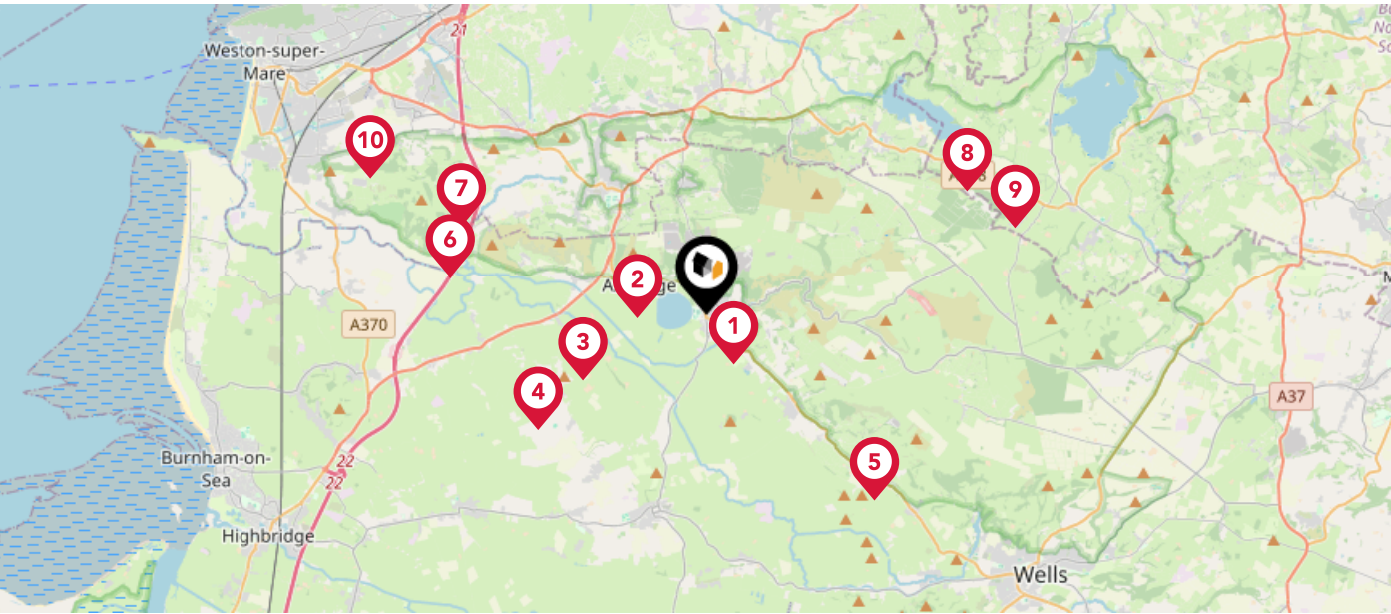 21
Weston-super-
Mare
10
8
7
9
6
2
1
A370
3
4
A37
5
Burnham-on-
Sea
22
22
Highbridge
Wells